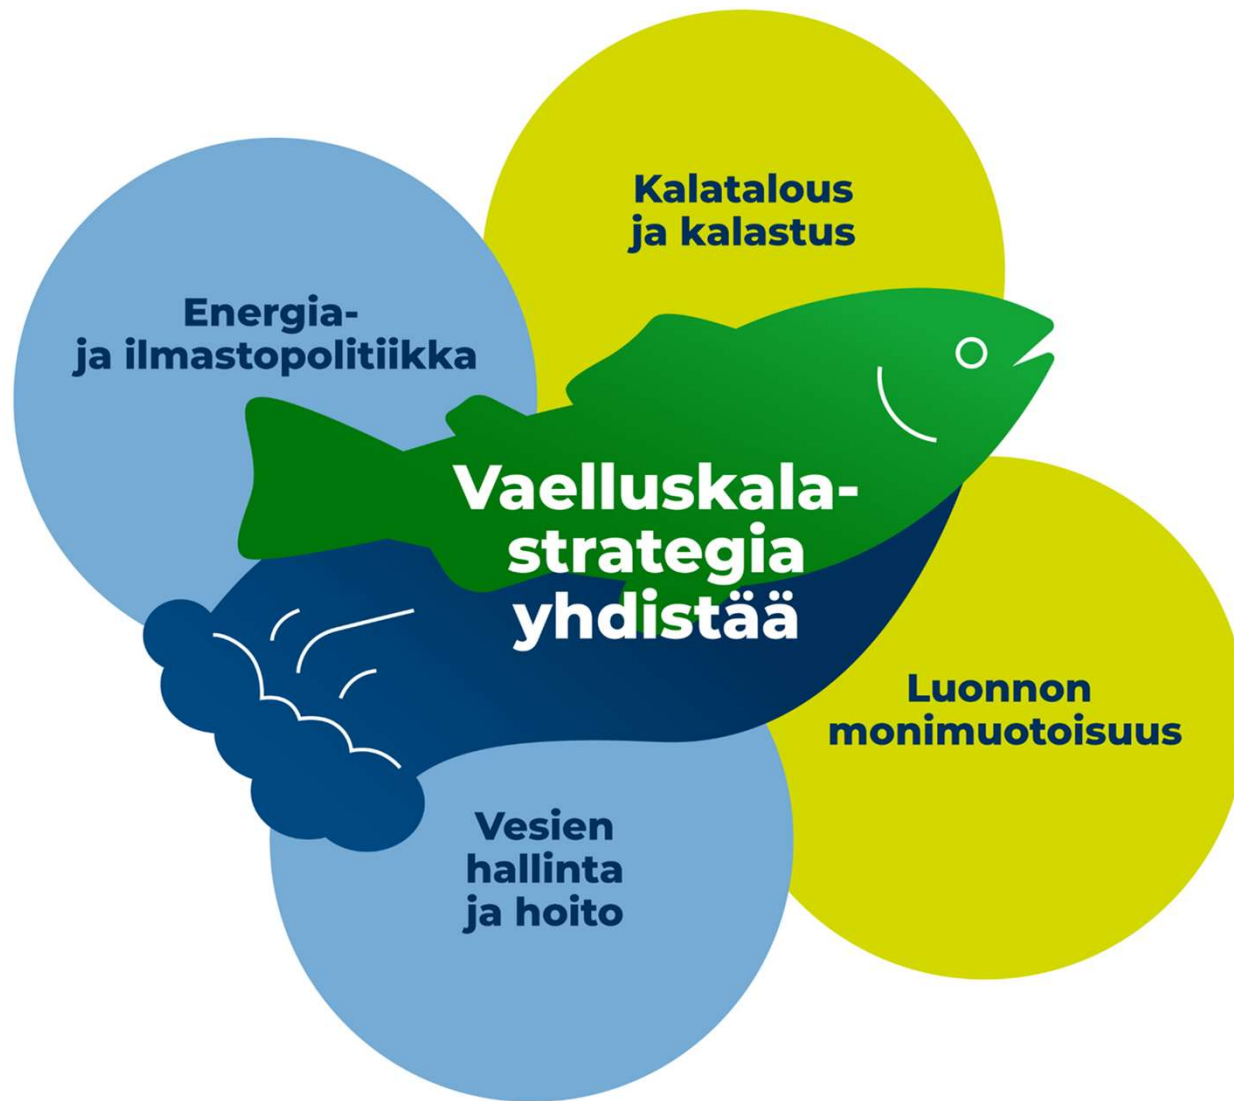 Kalatalous
ja kalastus
Energia-
ja ilmastopolitiikka
Vaelluskala-
strategia
yhdistää
Luonnon
monimuotoisuus
Vesien
hallinta
ja hoito